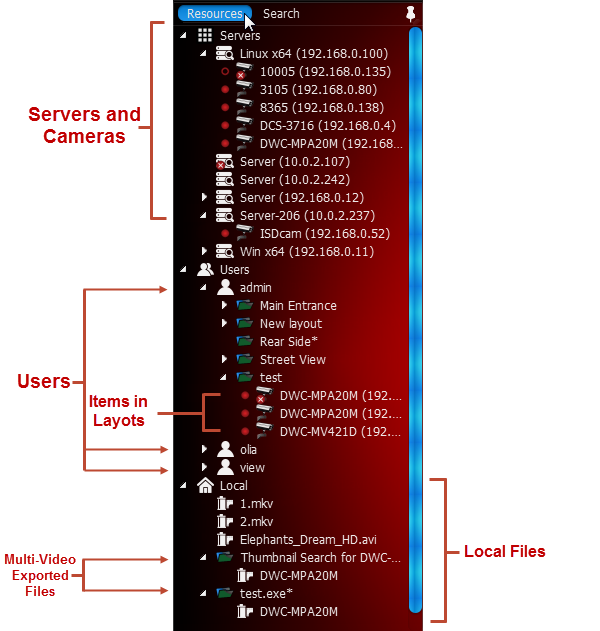 Resources Search
Servers
Linux x64 (192.168.0.100)
10005 (192.168.0.135)
3105 (192.168.0.80)
8365 (192.168.0.138)
DCS-3716 (192.168.0.4)
DWC-MPA20M (192.168...
Server (10.0.2.107)
Server (10.0.2.242)
Server (192.168.0.12)
Server-206 (10.0.2.237)
ISDcam (192.168.0.52)
Win x64 (192.168.0.11)
Servers and
Cameras
Users
admin
Main Entrance
New layout
Rear Side*
Street View
test
DWC-MPA20M (192....
DWC-MPA20M (192....
DWC-MV421D (192....
olia
view
Users
Items in
Layots
Local
1.mkv
2.mkv
Elephants_Dream_HD.avi
Thumbnail Search for DWC-...
DWC-MPA20M
test.exe*
DWC-MPA20M
Multi-Video
Exported
Files
Local Files